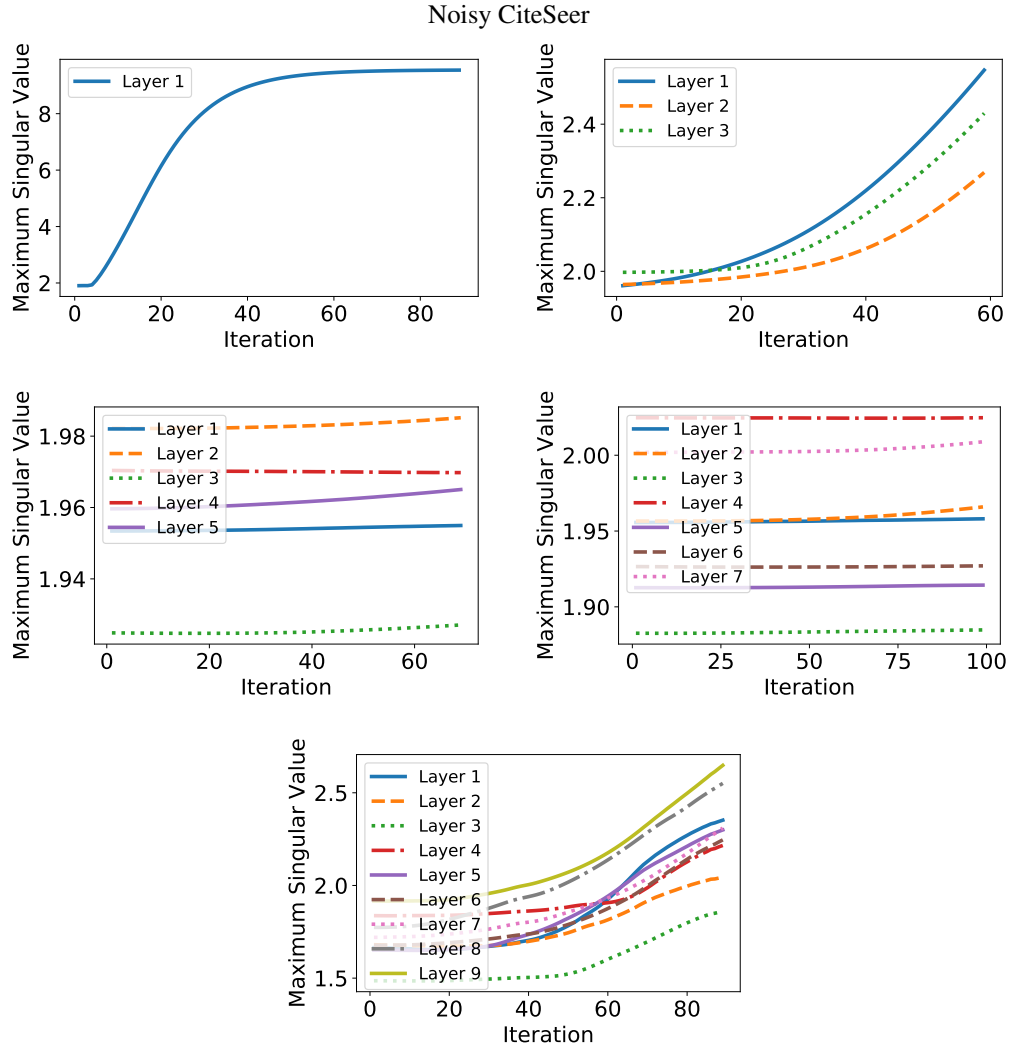 Noisy CiteSeer
Maximum Singular Value
8
6
4
2
Layer 1
0
20
40
60
80
Iteration
Maximum Singular Value
2.4
2.2
2.0
Layer 1
Layer 2
Layer 3
0
20
40
60
Iteration
Maximum Singular Value
1.98
1.96
1.94
Layer 1
Layer 2
Layer 3
Layer 4
Layer 5
0
20
40
60
Iteration
Maximum Singular Value
2.00
1.95
1.90
Layer 1
Layer 2
Layer 3
Layer 4
Layer 5
Layer 6
Layer 7
0
25
50
75
100
Iteration
Maximum Singular Value
2.5
2.0
1.5
Layer 1
Layer 2
Layer 3
Layer 4
Layer 5
Layer 6
Layer 7
Layer 8
Layer 9
0
20
40
60
80
Iteration